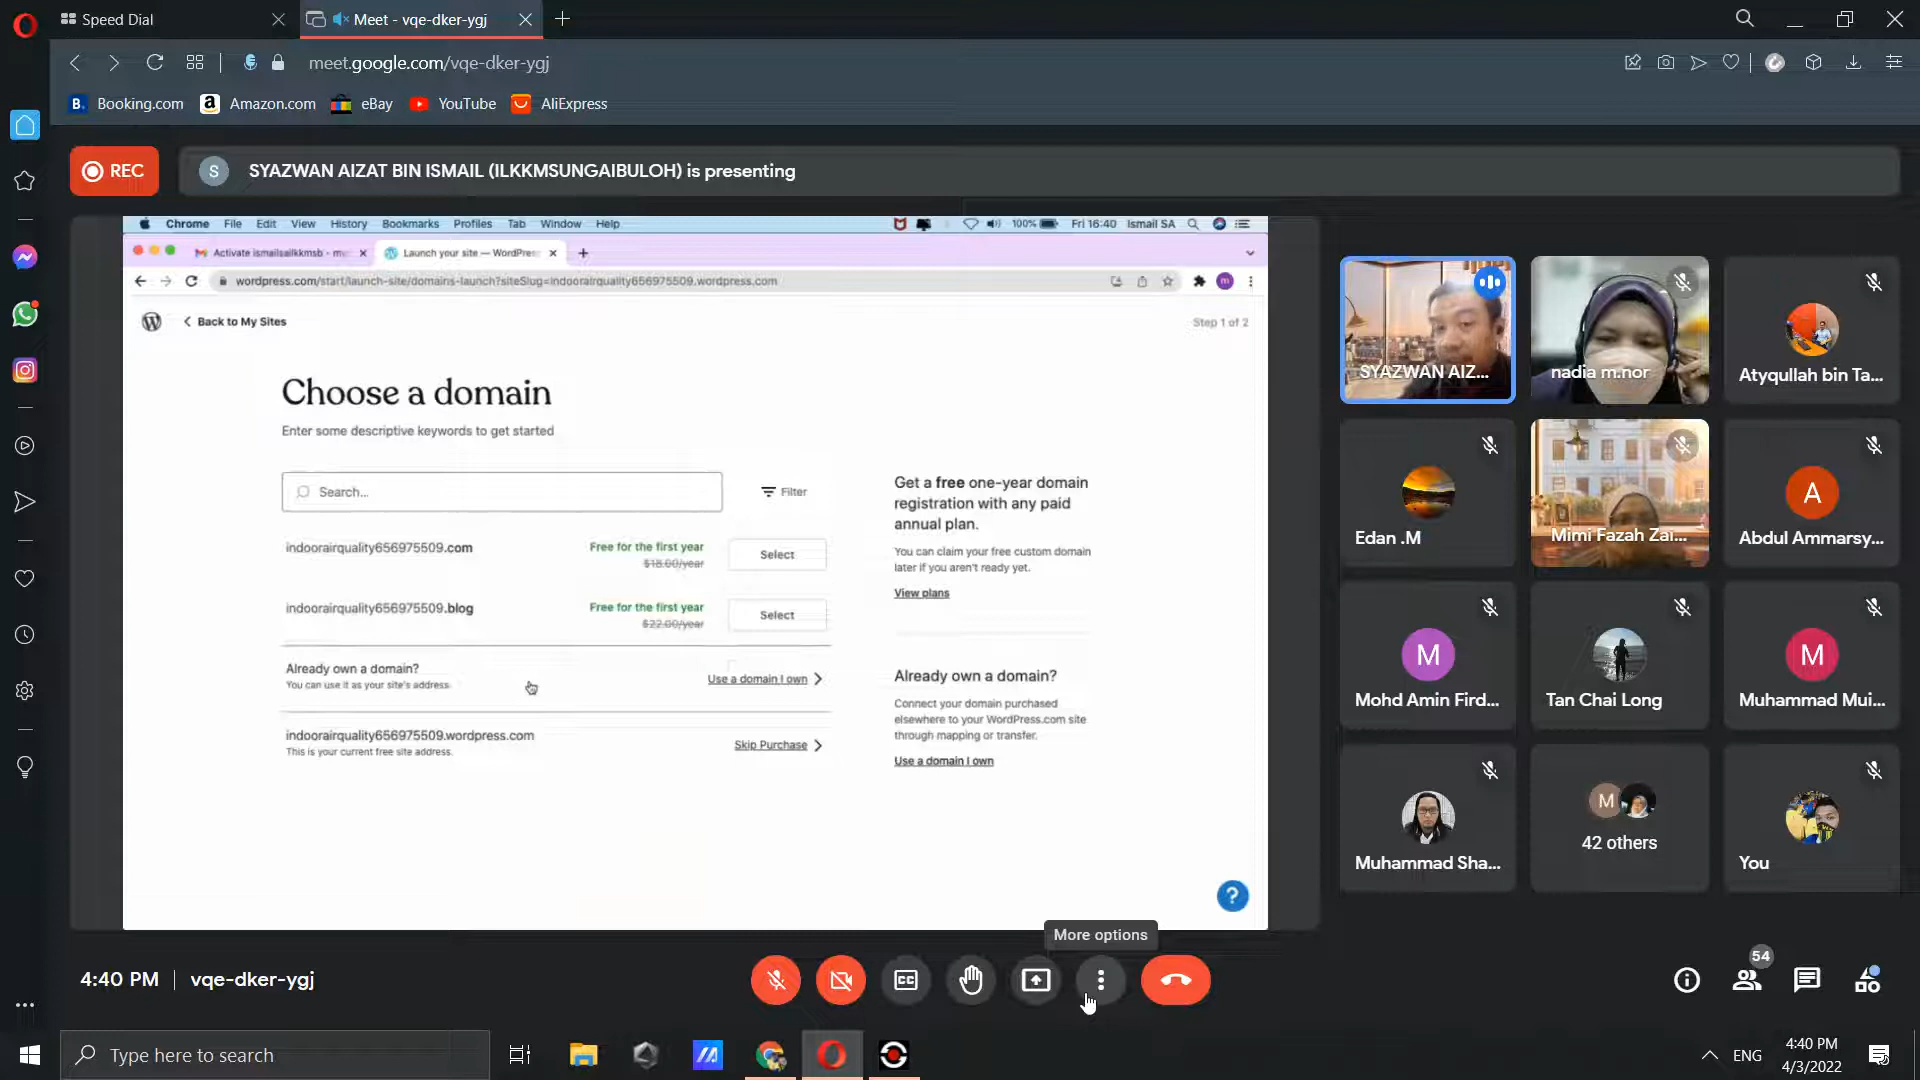 Speed Dial
Meet - vqe-dker-ygj
meet.google.com/vqe-dker-ygj
B. Booking.com
a Amazon.com
eBay
YouTube
AliExpress
REC
S
SYAZWAN AIZAT BIN ISMAIL (ILKKMSUNGAIBULOH) is presenting
Chrome File Edit View History Bookmarks Profiles Tab Window Help
100% Fri 16:40 Ismail SA
Activate ismailsailkkmsb - m
Launch your site — WordPres
wordpress.com/start/launch-site/domains-launch?siteSlug=indoorairquality656975509.wordpress.com
m
Back to My Sites
Step 1 of 2
Choose a domain
Enter some descriptive keywords to get started
Search...
Filter
indoorairquality656975509.com
Free for the first year
$18.00/year
Select
indoorairquality656975509.blog
Free for the first year
$22.00/year
Select
Already own a domain?
You can use it as your site's address.
Use a domain I own
indoorairquality656975509.wordpress.com
This is your current free site address.
Skip Purchase
Get a free one-year domain
registration with any paid
annual plan.
You can claim your free custom domain
later if you aren't ready yet.
View plans
Already own a domain?
Connect your domain purchased
elsewhere to your WordPress.com site
through mapping or transfer.
Use a domain I own
?
SYAZWAN AIZ...
nadia m.nor
Atyqullah bin Ta...
Edan .M
Mimi Fazah Zai...
A
Abdul Ammarsy...
M
Mohd Amin Fird...
Tan Chai Long
M
Muhammad Mui...
Muhammad Sha...
M
42 others
You
More options
4:40 PM
vqe-dker-ygj
CC
54
Type here to search
ENG
4:40 PM
4/3/2022